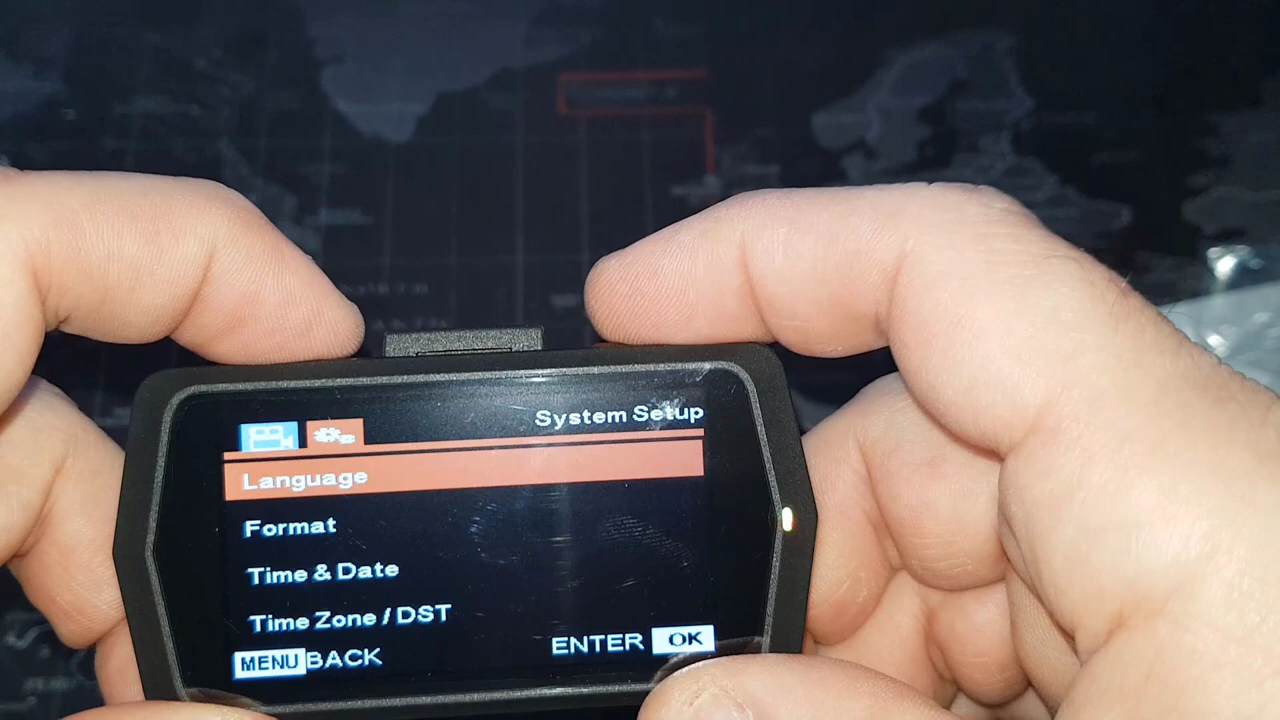 System Setup
Language
Format
Time & Date
Time Zone / DST
MENU BACK
ENTER OK